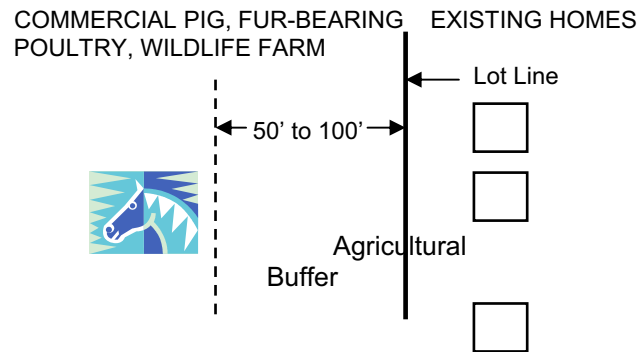 COMMERCIAL PIG, FUR-BEARING
POULTRY, WILDLIFE FARM
EXISTING HOMES
Lot Line
50’ to 100’
Agricultural
Buffer